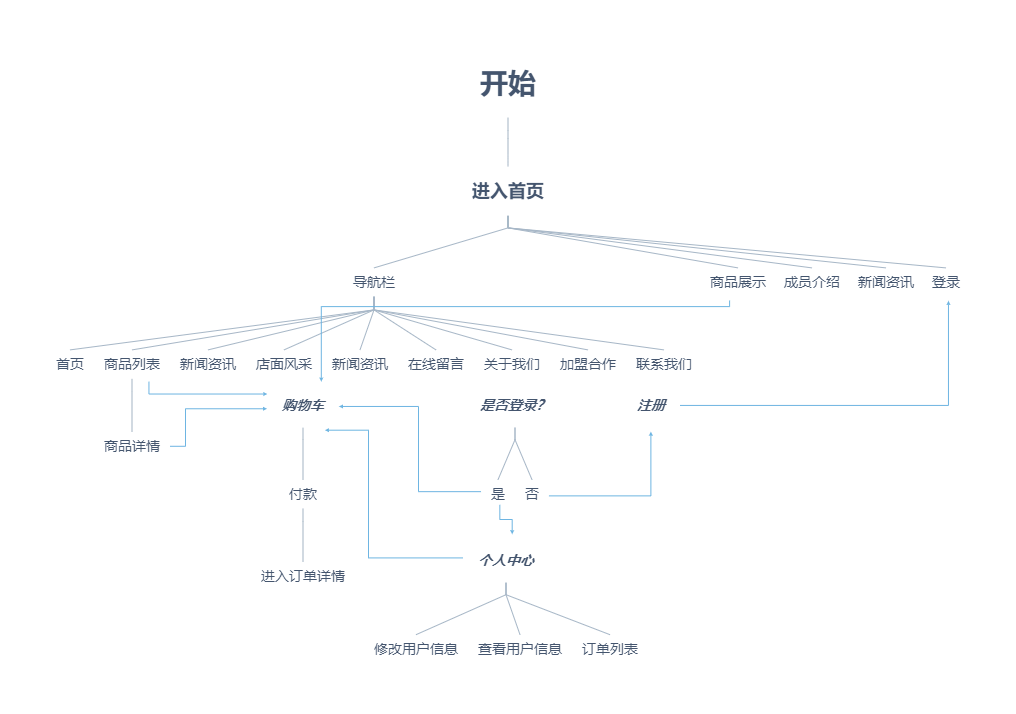 开始
进入首页
导航栏 商品展示 成员介绍 新闻资讯 登录
首页 商品列表 新闻资讯 店面风采 新闻资讯 在线留言 关于我们 加盟合作 联系我们
购物车 是否登录？ 注册
商品详情
付款 是 否
个人中心
进入订单详情
修改用户信息 查看用户信息 订单列表